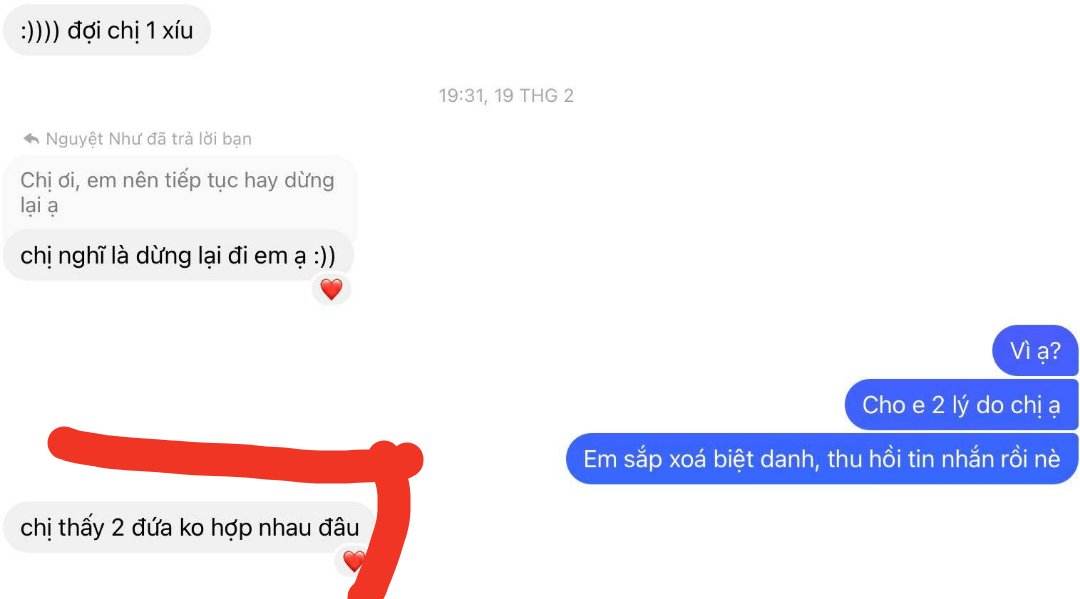 :)))) đợi chị 1 xíu
19:31, 19 THG 2
Nguyệt Như đã trả lời bạn
Chị ơi, em nên tiếp tục hay dừng
lại ạ
chị nghĩ là dừng lại đi em ạ :))
Vì ạ?
Cho e 2 lý do chị ạ
Em sắp xoá biệt danh, thu hồi tin nhắn rồi nè
chị thấy 2 đứa ko hợp nhau đâu